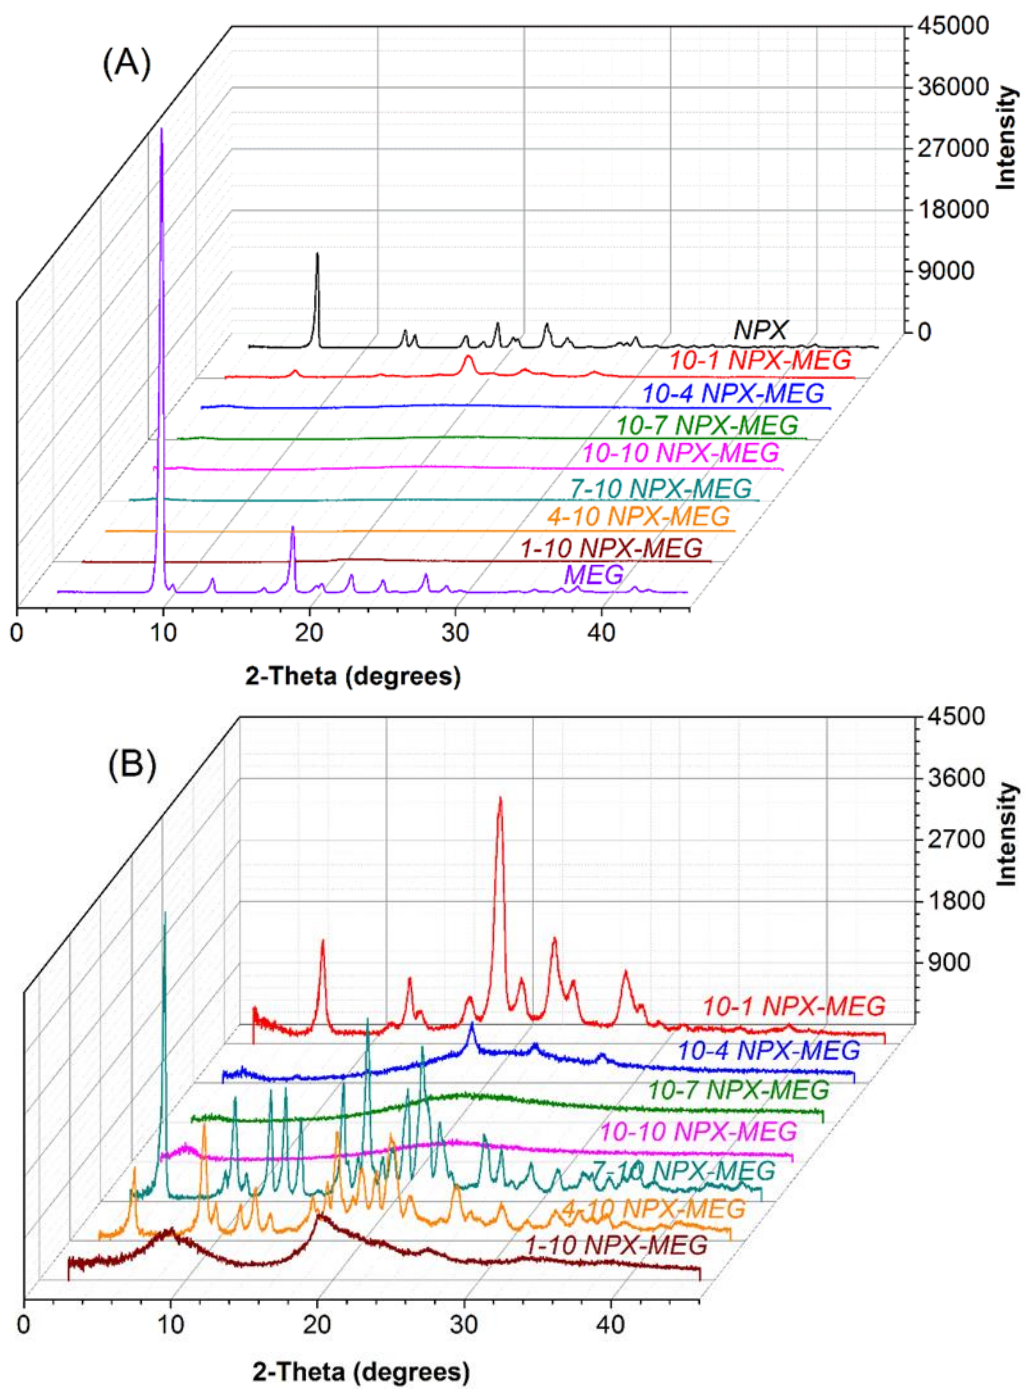 (A)
45000
36000
27000
18000
9000
0
Intensity
NPX
10-1 NPX-MEG
10-4 NPX-MEG
10-7 NPX-MEG
10-10 NPX-MEG
7-10 NPX-MEG
4-10 NPX-MEG
1-10 NPX-MEG
MEG
0 10 20 30 40
2-Theta (degrees)
(B)
4500
3600
2700
1800
900
Intensity
10-1 NPX-MEG
10-4 NPX-MEG
10-7 NPX-MEG
10-10 NPX-MEG
7-10 NPX-MEG
4-10 NPX-MEG
1-10 NPX-MEG
0 10 20 30 40
2-Theta (degrees)